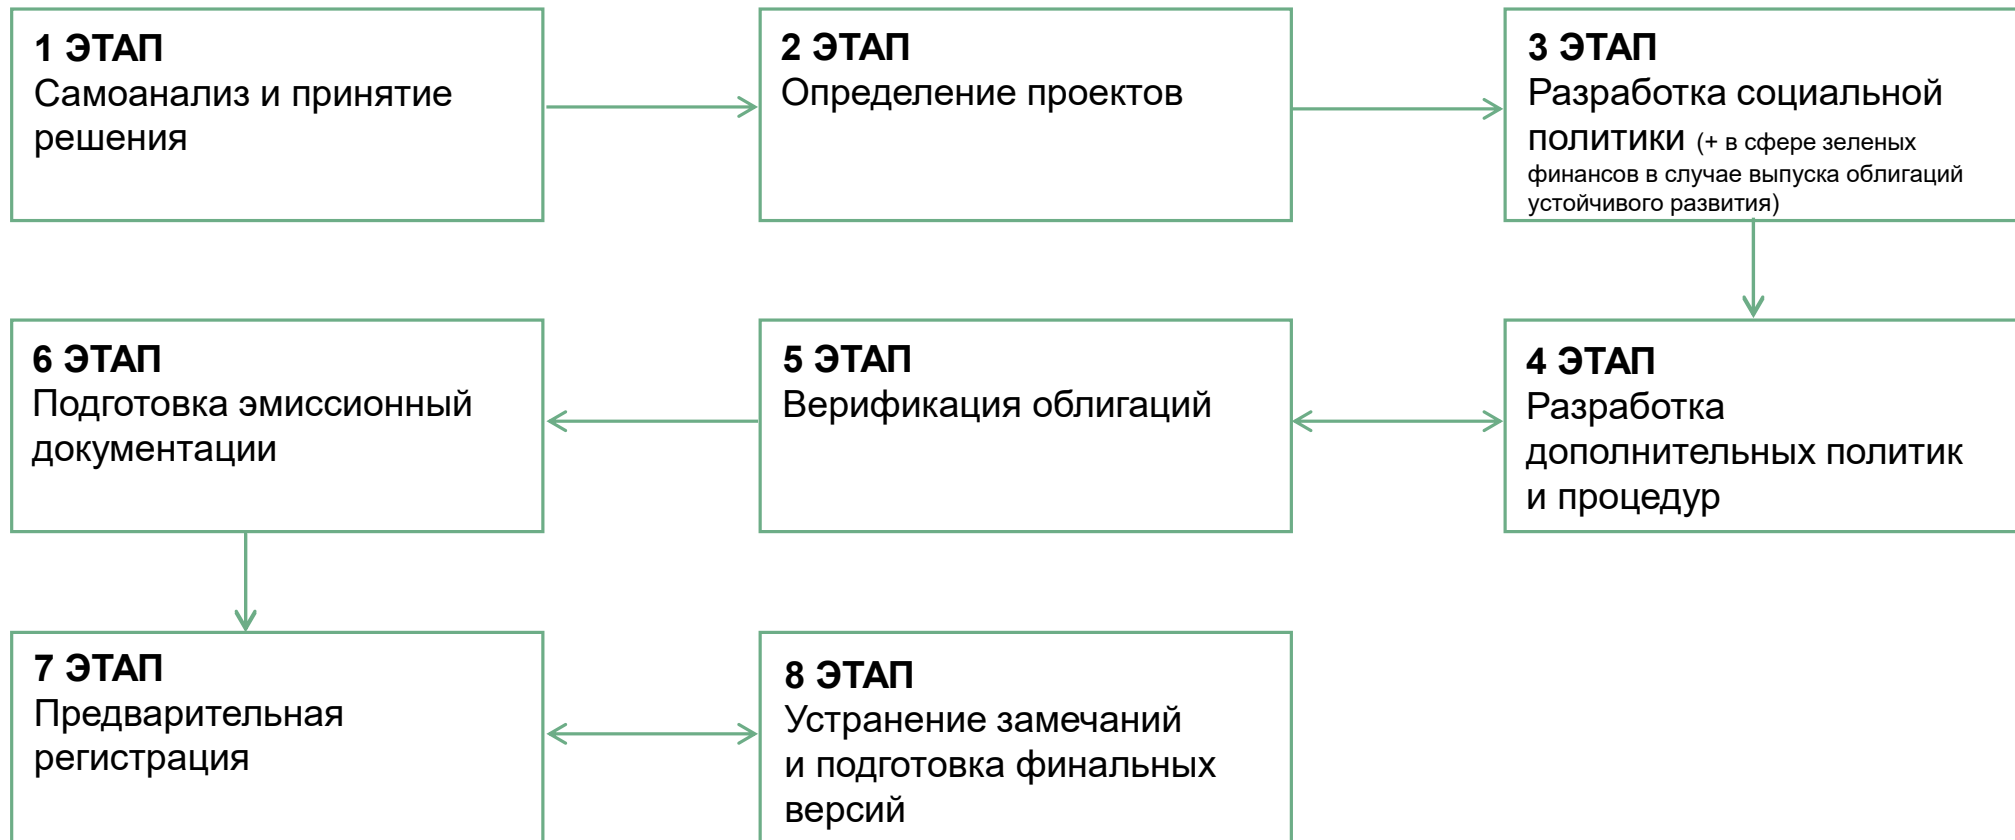 1 ЭТАП
Самоанализ и принятие
решения
2 ЭТАП
Определение проектов
3 ЭТАП
Разработка социальной
политики (+ в сфере зеленых
финансов в случае выпуска облигаций
устойчивого развития)
4 ЭТАП
Разработка
дополнительных политик
и процедур
5 ЭТАП
Верификация облигаций
6 ЭТАП
Подготовка эмиссионный
документации
7 ЭТАП
Предварительная
регистрация
8 ЭТАП
Устранение замечаний
и подготовка финальных
версий